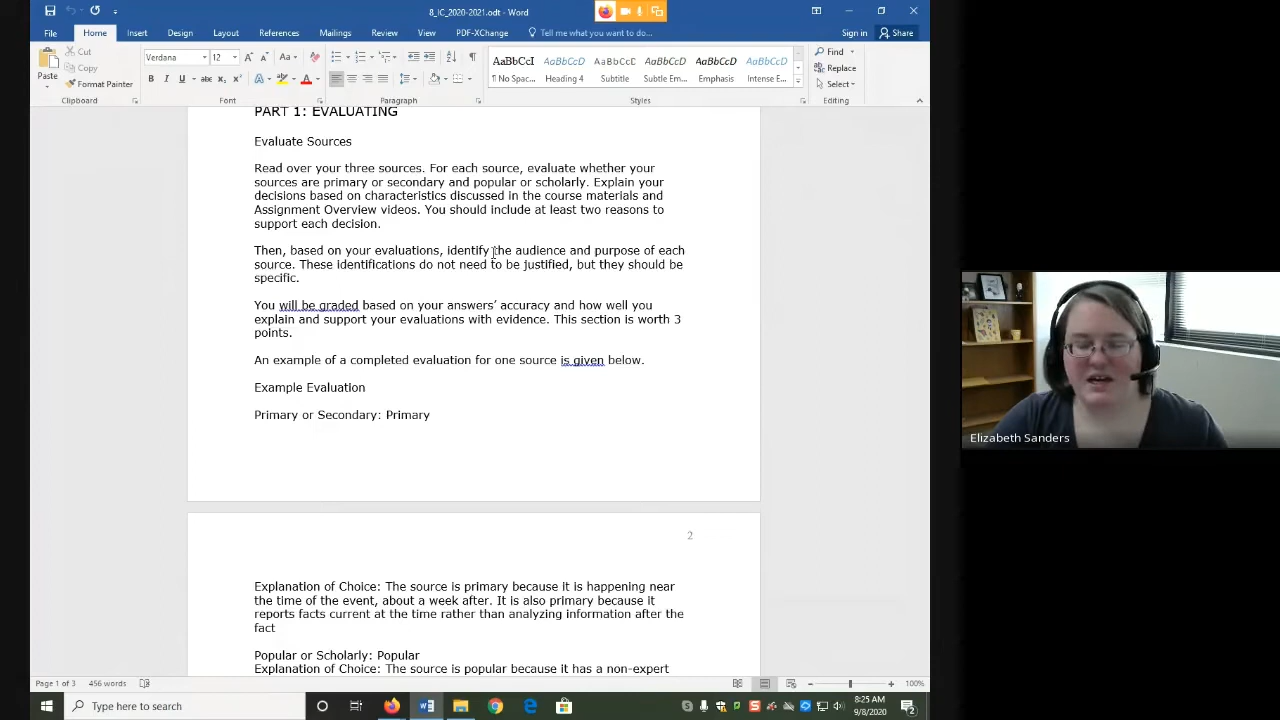 8_IC_2020-2021.odt - Word
File Home Insert Design Layout References Mailings Review View PDF-XChange Tell me what you want to do... Sign in Share
Cut
Copy
Format Painter
Paste
Verdana 12
AaBbCcI AaBbCcD AaBbCcD AaBbCcD AaBbCcD AaBbCcD
¶ No Spac... Heading 4 Subtitle Subtle Em... Emphasis Intense E...
Find
Replace
Select
Clipboard Font Paragraph Styles Editing
PART 1: EVALUATING
Evaluate Sources
Read over your three sources. For each source, evaluate whether your
sources are primary or secondary and popular or scholarly. Explain your
decisions based on characteristics discussed in the course materials and
Assignment Overview videos. You should include at least two reasons to
support each decision.
Then, based on your evaluations, identify the audience and purpose of each
source. These identifications do not need to be justified, but they should be
specific.
You will be graded based on your answers’ accuracy and how well you
explain and support your evaluations with evidence. This section is worth 3
points.
An example of a completed evaluation for one source is given below.
Example Evaluation
Primary or Secondary: Primary
2
Explanation of Choice: The source is primary because it is happening near
the time of the event, about a week after. It is also primary because it
reports facts current at the time rather than analyzing information after the
fact
Popular or Scholarly: Popular
Explanation of Choice: The source is popular because it has a non-expert
Page 1 of 3 456 words 100%
Type here to search
8:25 AM
9/8/2020
2
Elizabeth Sanders